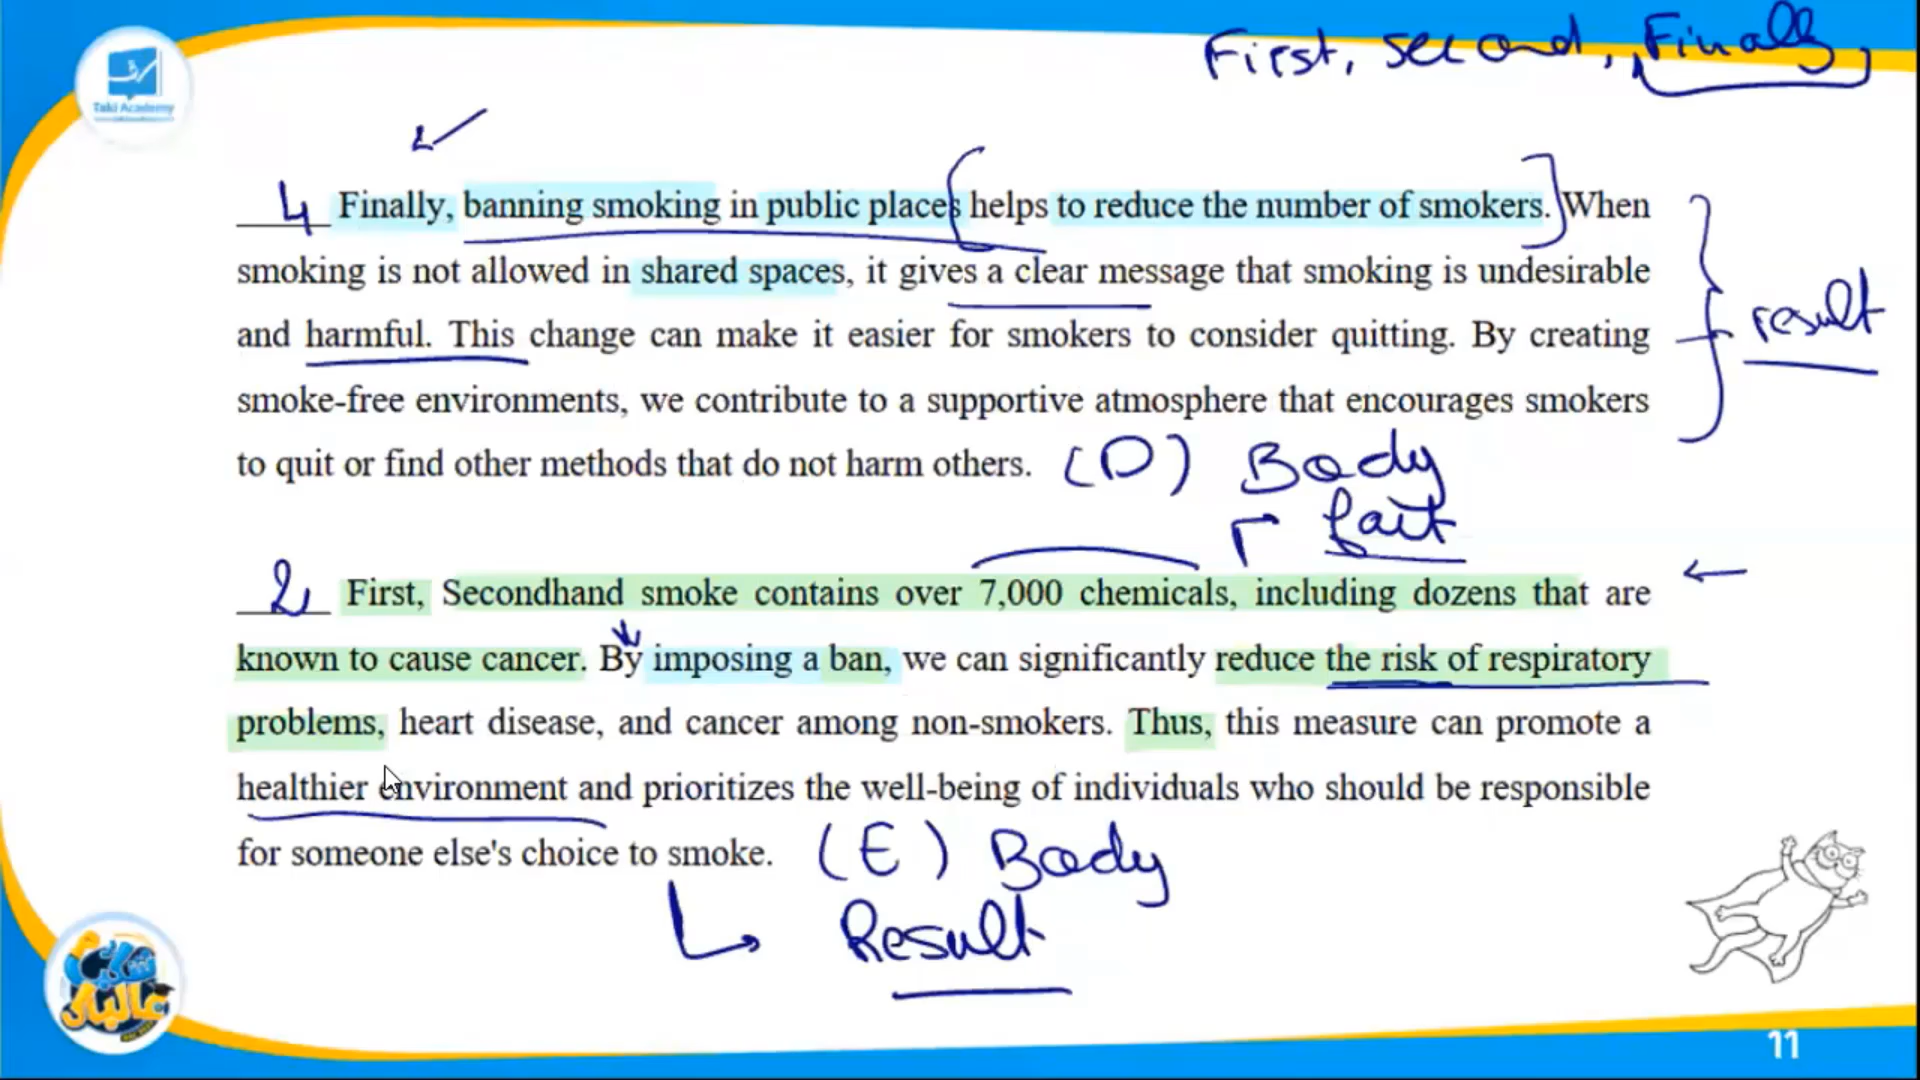 First, second, Finally,
Taki Academy
4 Finally, banning smoking in public places helps to reduce the number of smokers. When
smoking is not allowed in shared spaces, it gives a clear message that smoking is undesirable
and harmful. This change can make it easier for smokers to consider quitting. By creating
result
smoke-free environments, we contribute to a supportive atmosphere that encourages smokers
to quit or find other methods that do not harm others. (D) Body
fait
2 First, Secondhand smoke contains over 7,000 chemicals, including dozens that are
known to cause cancer. By imposing a ban, we can significantly reduce the risk of respiratory
problems, heart disease, and cancer among non-smokers. Thus, this measure can promote a
healthier environment and prioritizes the well-being of individuals who should be responsible
for someone else's choice to smoke. (E) Body
Result
11